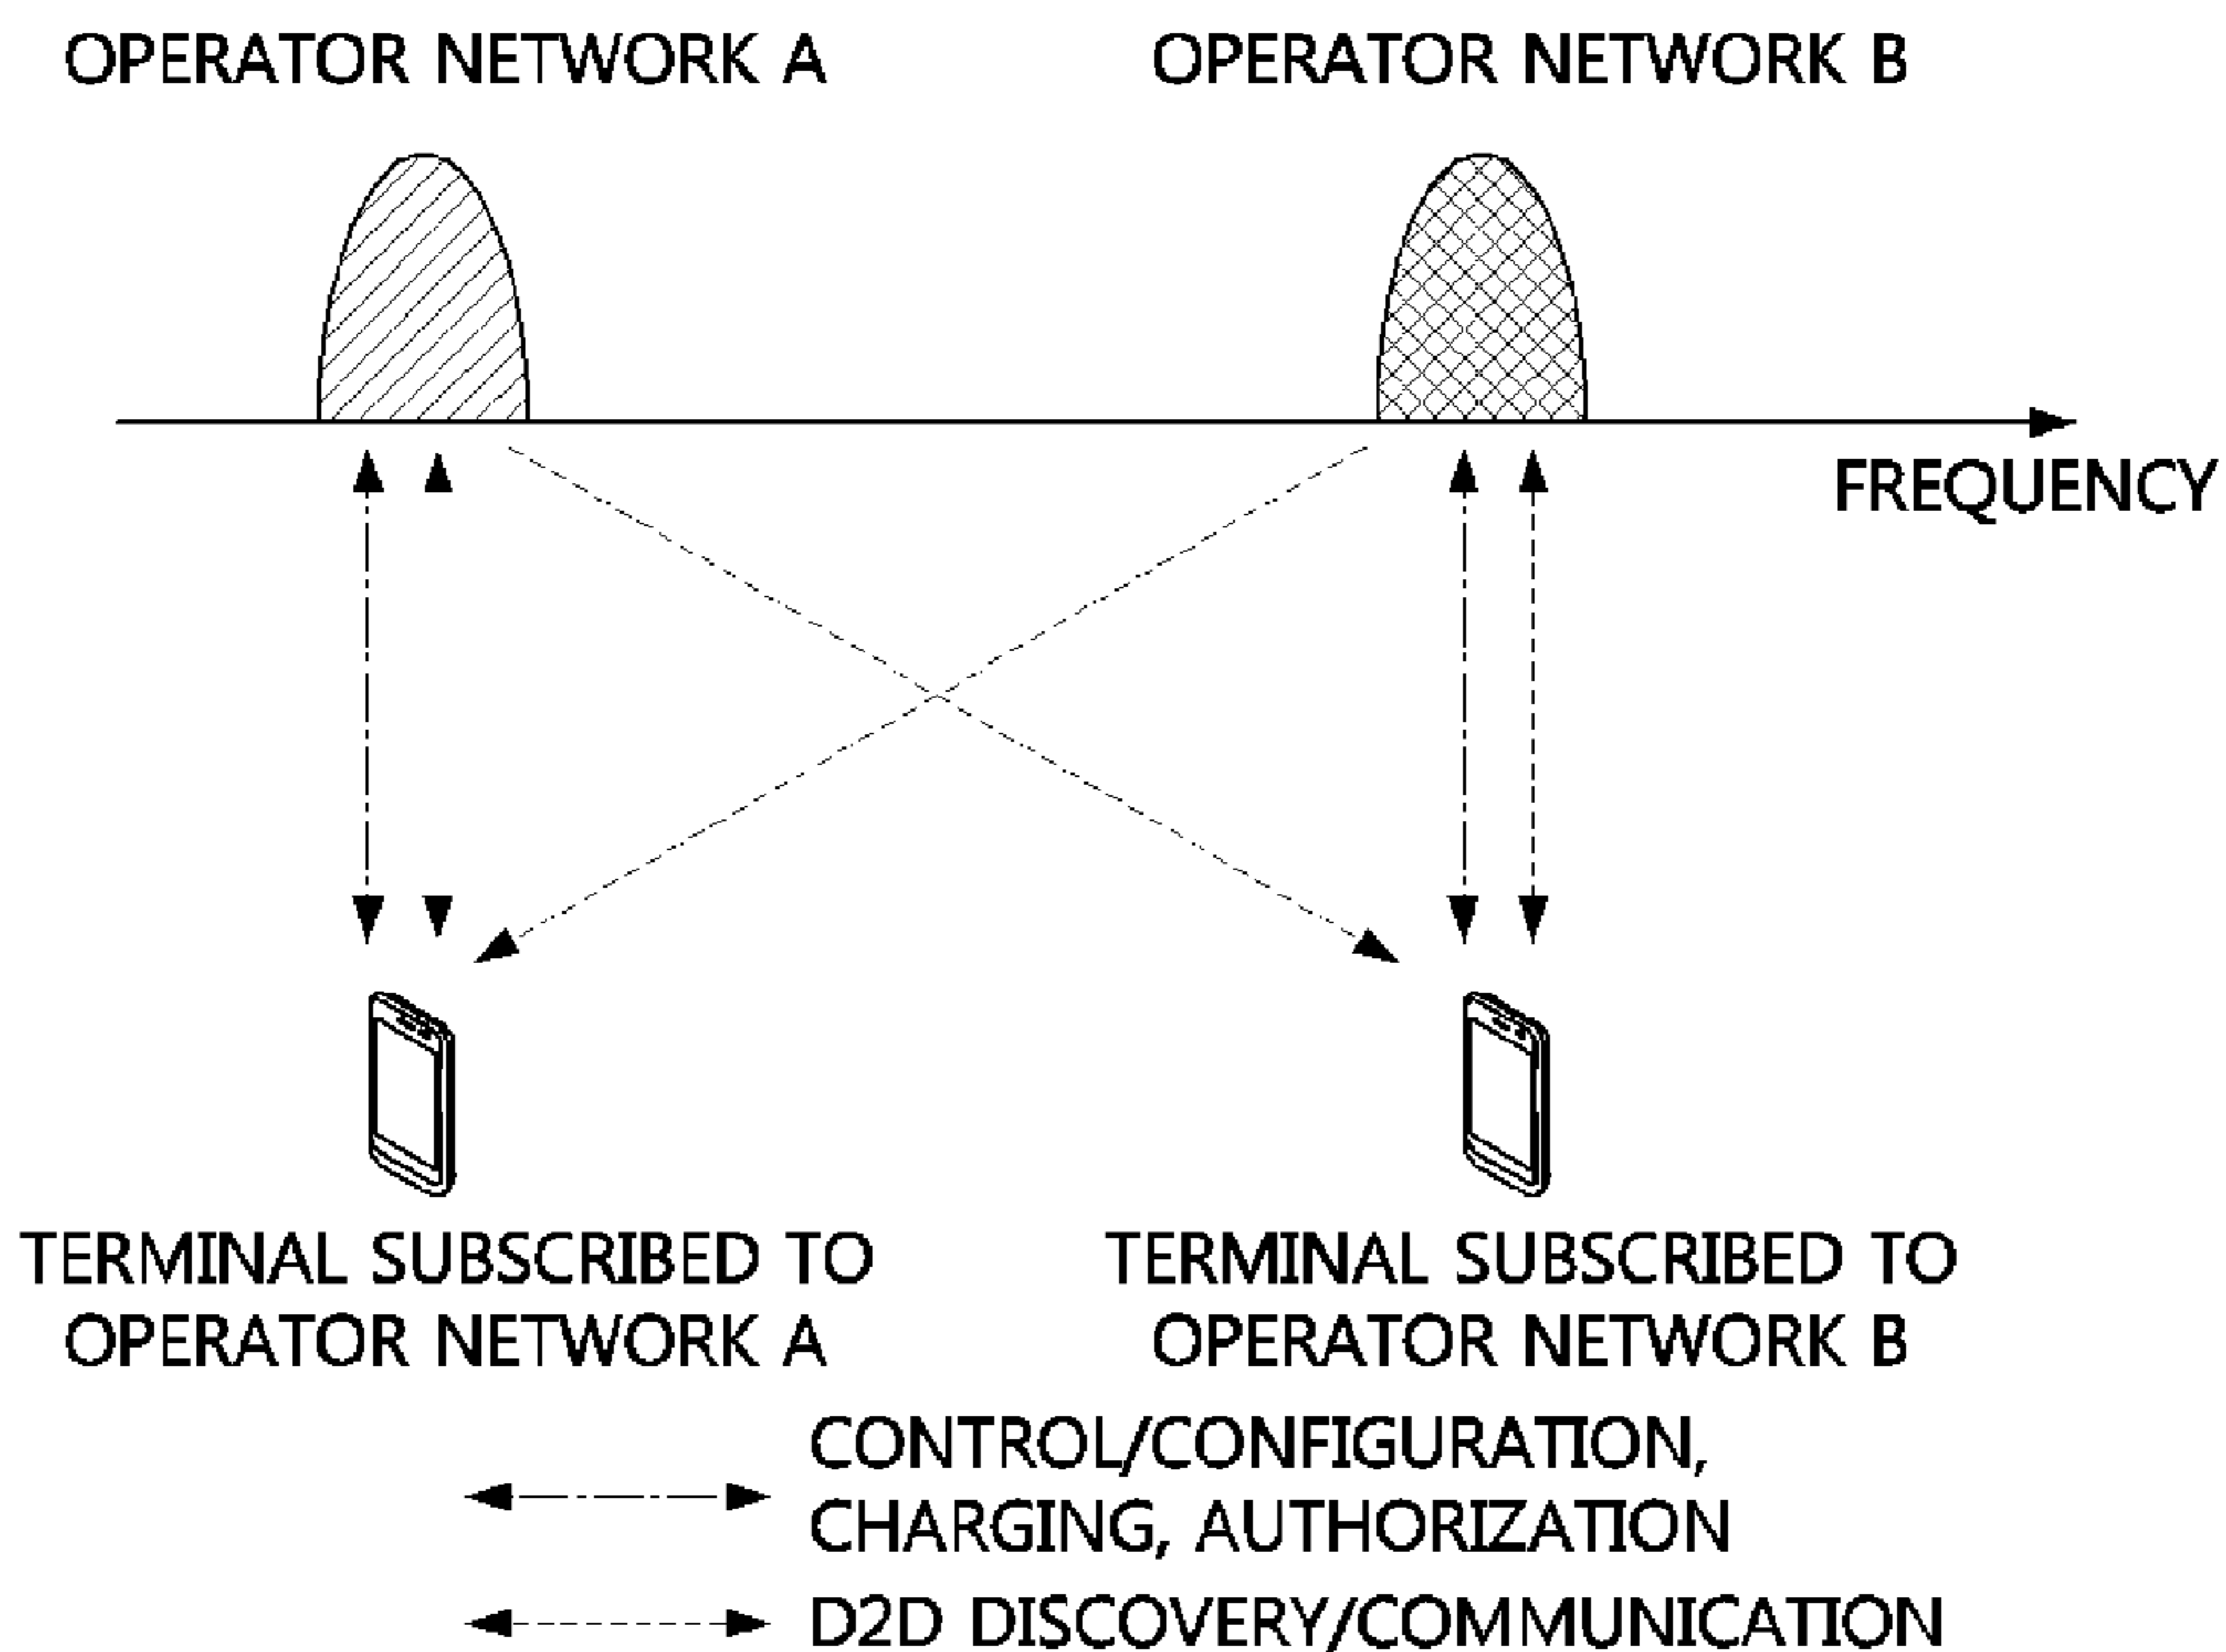 OPERATOR NETWORK A
OPERATOR NETWORK B
FREQUENCY
TERMINAL SUBSCRIBED TO
OPERATOR NETWORK A
TERMINAL SUBSCRIBED TO
OPERATOR NETWORK B
CONTROL/CONFIGURATION,
CHARGING, AUTHORIZATION
D2D DISCOVERY/COMMUNICATION